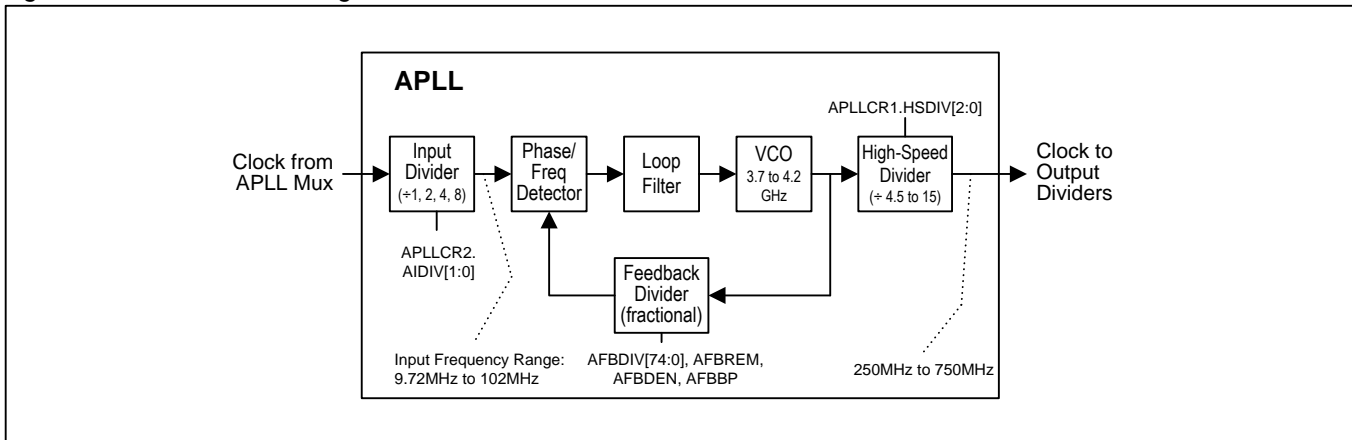 APLL
APLLCR1.HSDIV[2:0]
Clock from
APLL Mux
Input
Divider
(÷1, 2, 4, 8)
Phase/
Freq
Detector
Loop
Filter
VCO
3.7 to 4.2
GHz
High-Speed
Divider
(÷ 4.5 to 15)
Clock to
Output
Dividers
APLLCR2.
AIDIV[1:0]
Feedback
Divider
(fractional)
Input Frequency Range:
9.72MHz to 102MHz
AFBDIV[74:0], AFBREM,
AFBDEN, AFBBP
250MHz to 750MHz